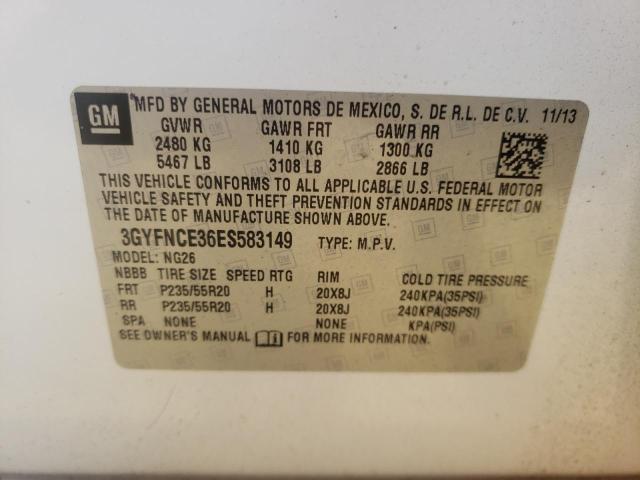 GM
MFD BY GENERAL MOTORS DE MEXICO, S. DE R.L. DE C.V. 11/13
GVWR GAWR FRT GAWR RR
2480 KG 1410 KG 1300 KG
5467 LB 3108 LB 2866 LB
THIS VEHICLE CONFORMS TO ALL APPLICABLE U.S. FEDERAL MOTOR
VEHICLE SAFETY AND THEFT PREVENTION STANDARDS IN EFFECT ON
THE DATE OF MANUFACTURE SHOWN ABOVE.
3GYFNCE36ES583149 TYPE: M.P.V.
MODEL: NG26
NBBB TIRE SIZE SPEED RTG RIM COLD TIRE PRESSURE
FRT P235/55R20 H 20X8J 240KPA(35PSI)
RR P235/55R20 H 20X8J 240KPA(35PSI)
SPA NONE NONE KPA(PSI)
SEE OWNER'S MANUAL FOR MORE INFORMATION.